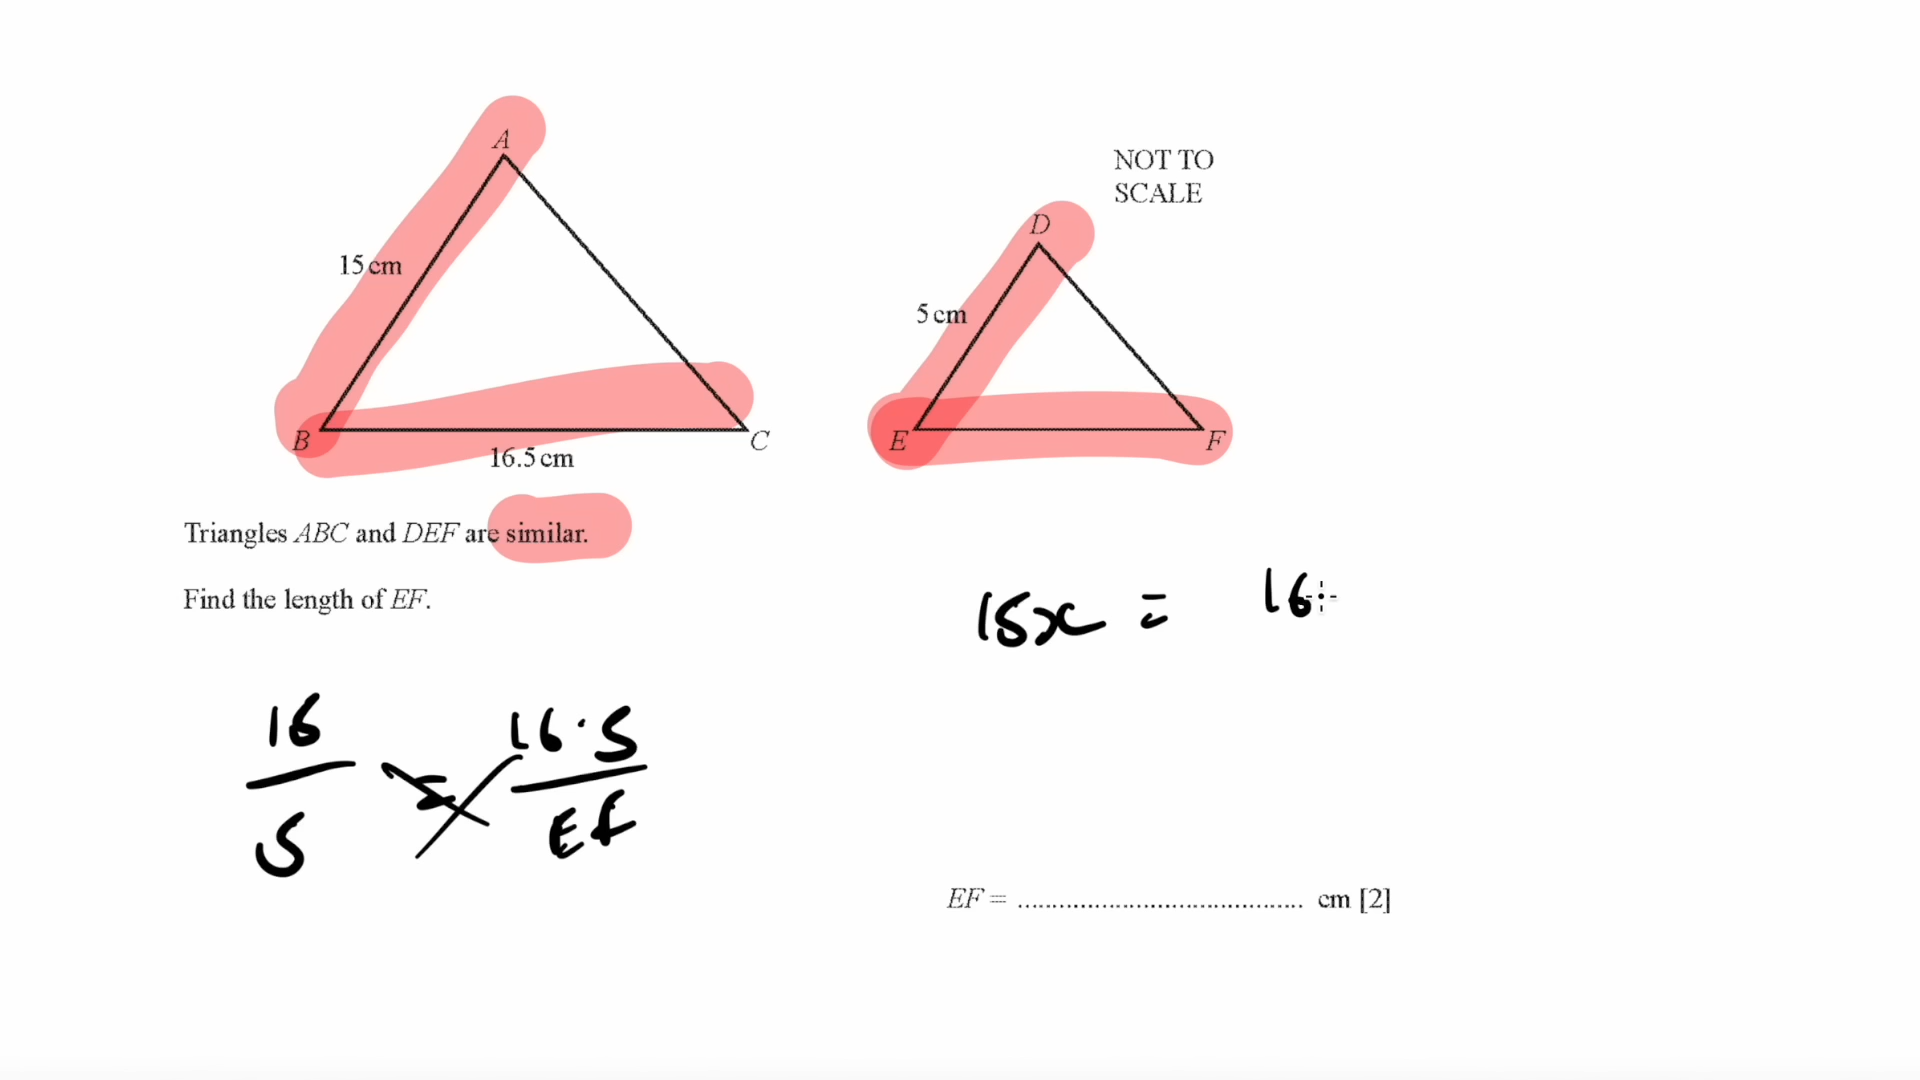 A
NOT TO
SCALE
D
15 cm
5 cm
B
C
E
F
16.5 cm
Triangles ABC and DEF are similar.
Find the length of EF.
15x = 16
16/5 = 16.5/EF
EF = ........................................ cm [2]